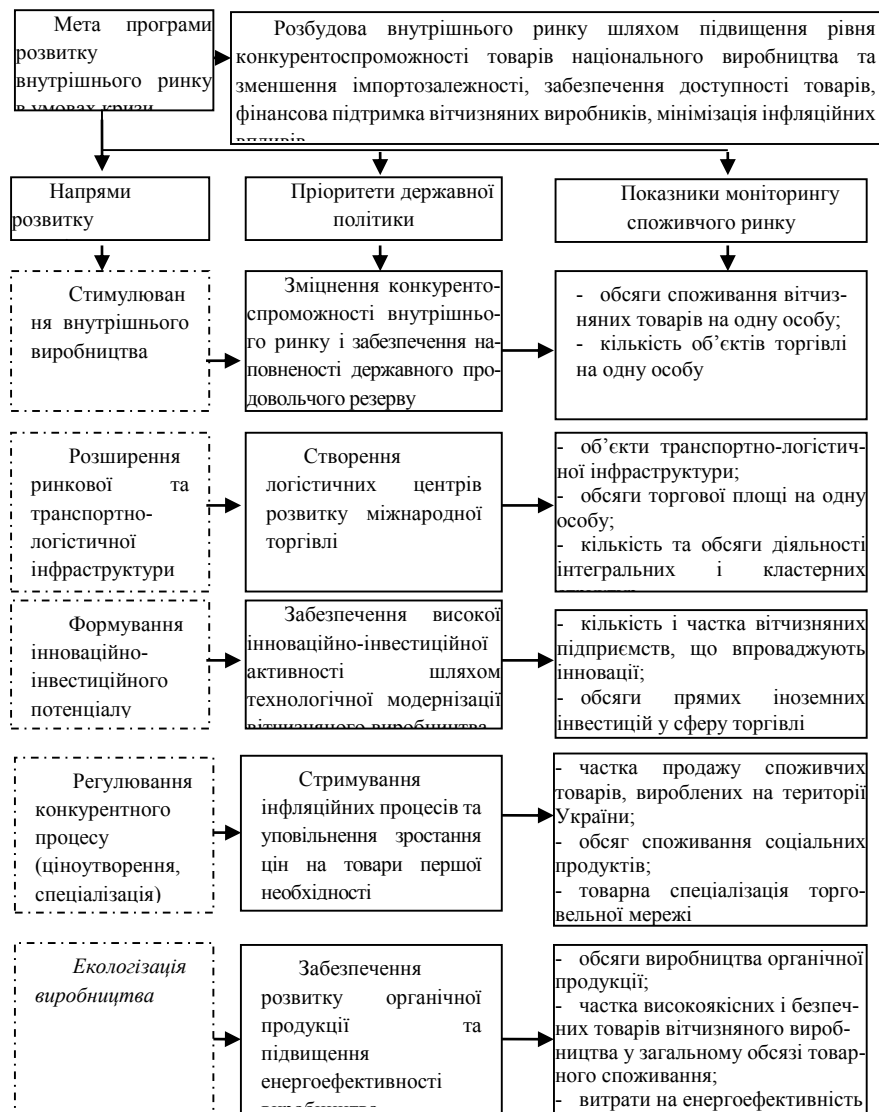 Мета програми
розвитку
внутрішнього ринку
в умовах кризи
Розбудова внутрішнього ринку шляхом підвищення рівня
конкурентоспроможності товарів національного виробництва та
зменшення імпортозалежності, забезпечення доступності товарів,
фінансова підтримка вітчизняних виробників, мінімізація інфляційних
впливів
Напрями
розвитку
Пріоритети державної
політики
Показники моніторингу
споживчого ринку
Стимулюван
ня внутрішнього
виробництва
Зміцнення конкуренто-
спроможності внутрішньо-
го ринку і забезпечення на-
повненості державного про-
довольчого резерву
- обсяги споживання вітчиз-
няних товарів на одну особу;
- кількість об’єктів торгівлі
на одну особу
Розширення
ринкової та
транспортно-
логістичної
інфраструктури
Створення
логістичних центрів
розвитку міжнародної
торгівлі
- об’єкти транспортно-логістич-
ної інфраструктури;
- обсяги торгової площі на одну
особу;
- кількість та обсяги діяльності
інтегральних і кластерних
Формування
інноваційно-
інвестиційного
потенціалу
Забезпечення високої
інноваційно-інвестиційної
активності шляхом
технологічної модернізації
вітчизняного виробництва
- кількість і частка вітчизняних
підприємств, що впроваджують
інновації;
- обсяги прямих іноземних
інвестицій у сферу торгівлі
Регулювання
конкурентного
процесу
(ціноутворення,
спеціалізація)
Стримування
інфляційних процесів та
уповільнення зростання
цін на товари першої
необхідності
- частка продажу споживчих
товарів, вироблених на території
України;
- обсяг споживання соціальних
продуктів;
- товарна спеціалізація торго-
вельної мережі
Екологізація
виробництва
Забезпечення
розвитку органічної
продукції та
підвищення
енергоефективності
- обсяги виробництва органічної
продукції;
- частка високоякісних і безпеч-
них товарів вітчизняного вироб-
ництва у загальному обсязі товар-
ного споживання;
- витрати на енергоефективність